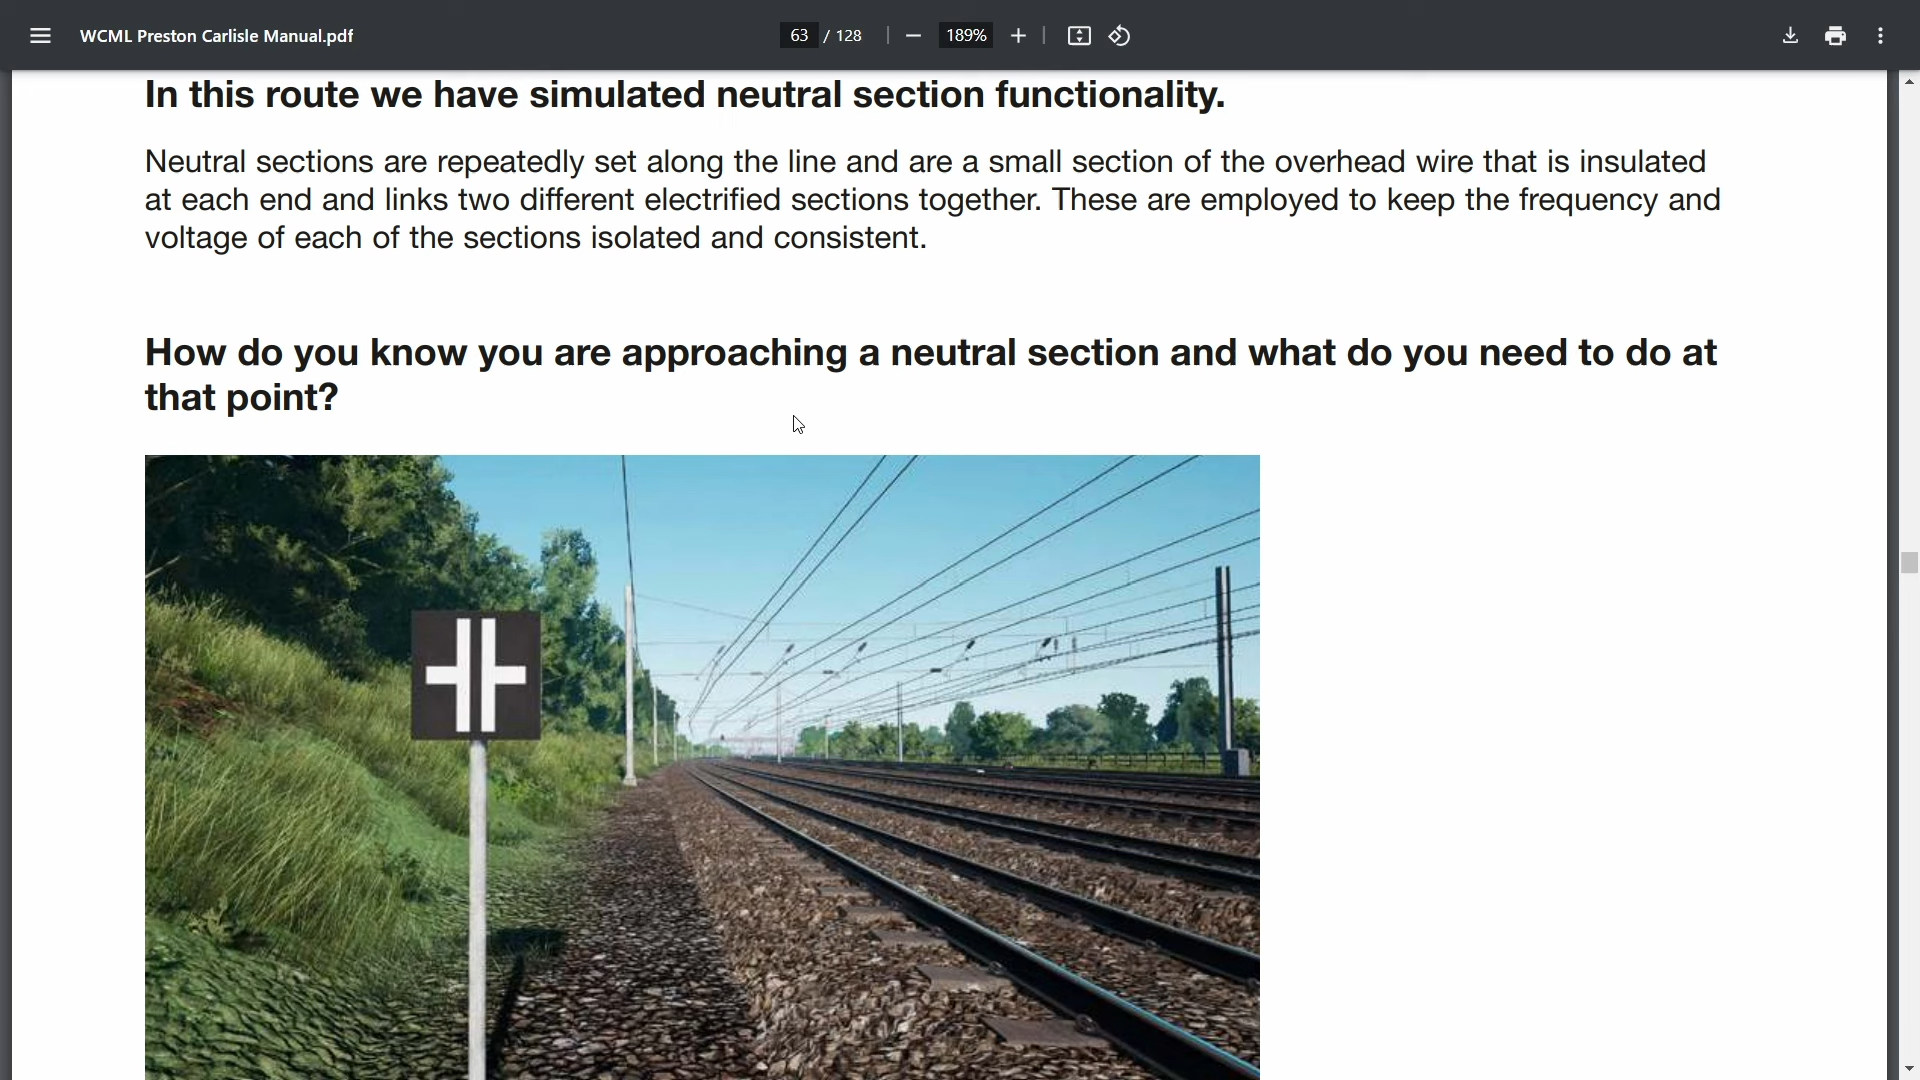 WCML Preston Carlisle Manual.pdf
63 / 128
189%
In this route we have simulated neutral section functionality.
Neutral sections are repeatedly set along the line and are a small section of the overhead wire that is insulated
at each end and links two different electrified sections together. These are employed to keep the frequency and
voltage of each of the sections isolated and consistent.
How do you know you are approaching a neutral section and what do you need to do at
that point?